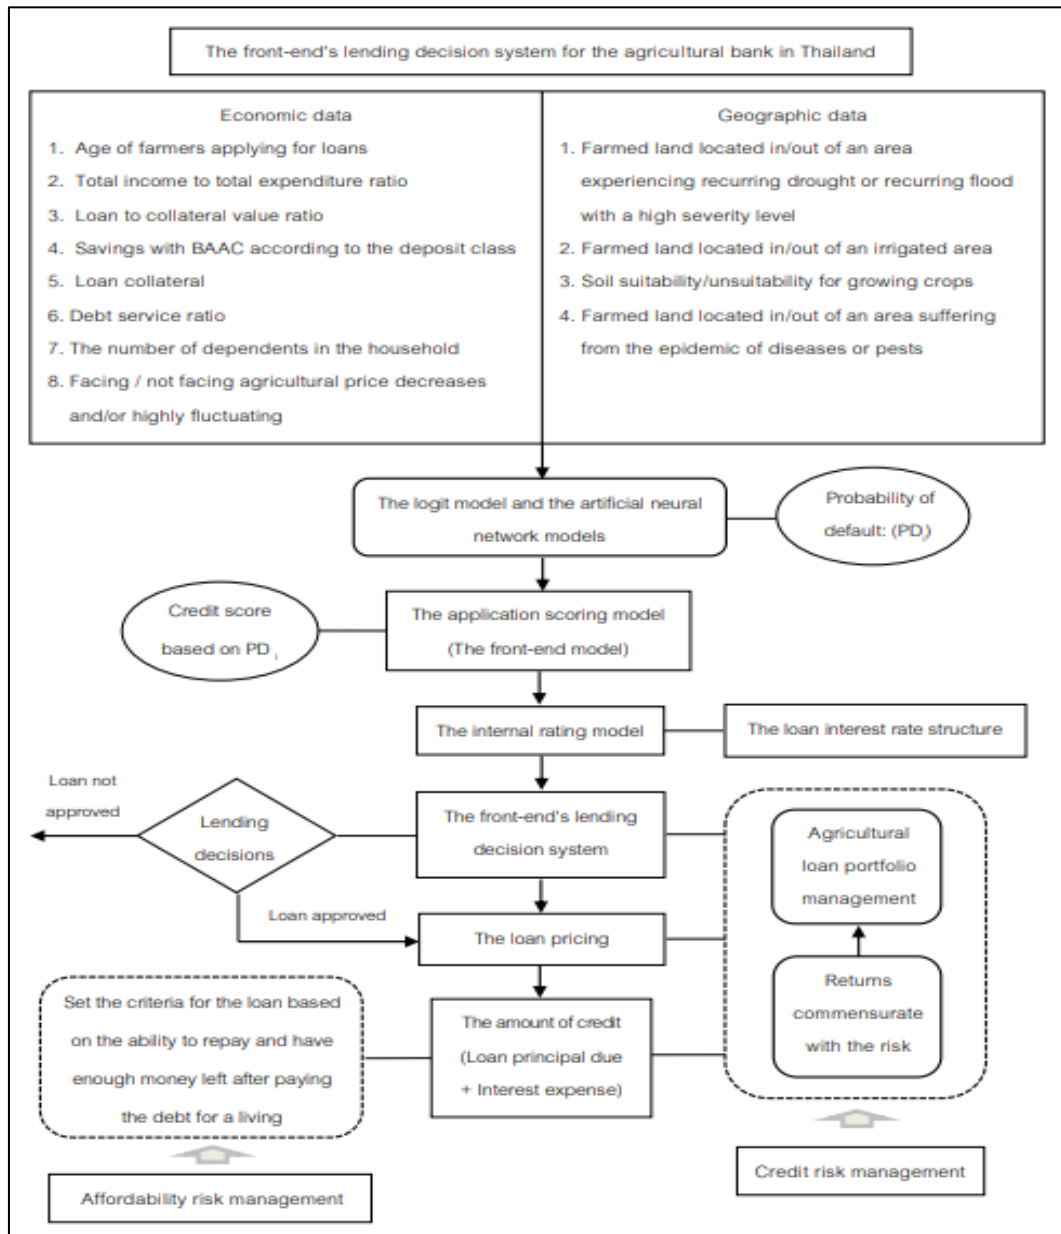 The front-end's lending decision system for the agricultural bank in Thailand
Economic data
1. Age of farmers applying for loans
2. Total income to total expenditure ratio
3. Loan to collateral value ratio
4. Savings with BAAC according to the deposit class
5. Loan collateral
6. Debt service ratio
7. The number of dependents in the household
8. Facing / not facing agricultural price decreases
and/or highly fluctuating
Geographic data
1. Farmed land located in/out of an area
experiencing recurring drought or recurring flood
with a high severity level
2. Farmed land located in/out of an irrigated area
3. Soil suitability/unsuitability for growing crops
4. Farmed land located in/out of an area suffering
from the epidemic of diseases or pests
The logit model and the artificial neural
network models
Probability of
default: (PDi)
Credit score
based on PD i
The application scoring model
(The front-end model)
The internal rating model
The loan interest rate structure
Loan not
approved
Lending
decisions
The front-end's lending
decision system
Agricultural
loan portfolio
management
Loan approved
The loan pricing
Returns
commensurate
with the risk
Set the criteria for the loan based
on the ability to repay and have
enough money left after paying
the debt for a living
The amount of credit
(Loan principal due
+ Interest expense)
Affordability risk management
Credit risk management